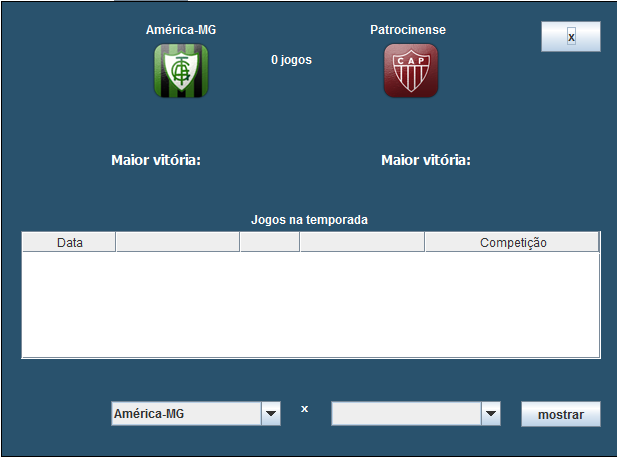 América-MG
Patrocinense
x
0 jogos
CAP
Maior vitória:
Maior vitória:
Jogos na temporada
Data
Competição
América-MG
x
mostrar